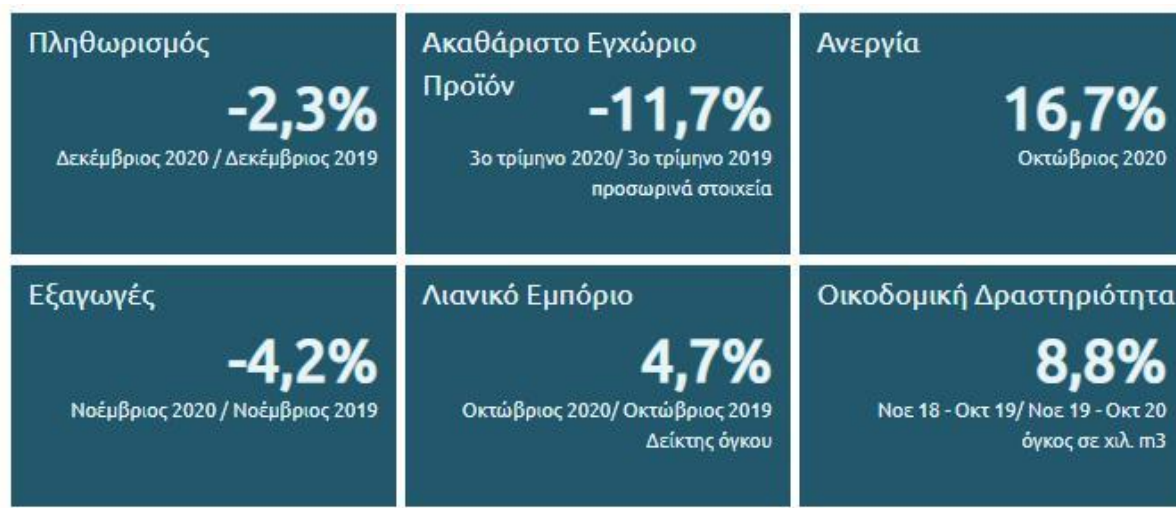 Πληθωρισμός
-2,3%
Δεκέμβριος 2020 / Δεκέμβριος 2019
Ακαθάριστο Εγχώριο
Προϊόν
-11,7%
3ο τρίμηνο 2020/ 3ο τρίμηνο 2019
προσωρινά στοιχεία
Ανεργία
16,7%
Οκτώβριος 2020
Εξαγωγές
-4,2%
Νοέμβριος 2020 / Νοέμβριος 2019
Λιανικό Εμπόριο
4,7%
Οκτώβριος 2020/ Οκτώβριος 2019
Δείκτης όγκου
Οικοδομική Δραστηριότητα
8,8%
Νοε 18 - Οκτ 19/ Νοε 19 - Οκτ 20
όγκος σε χιλ. m3